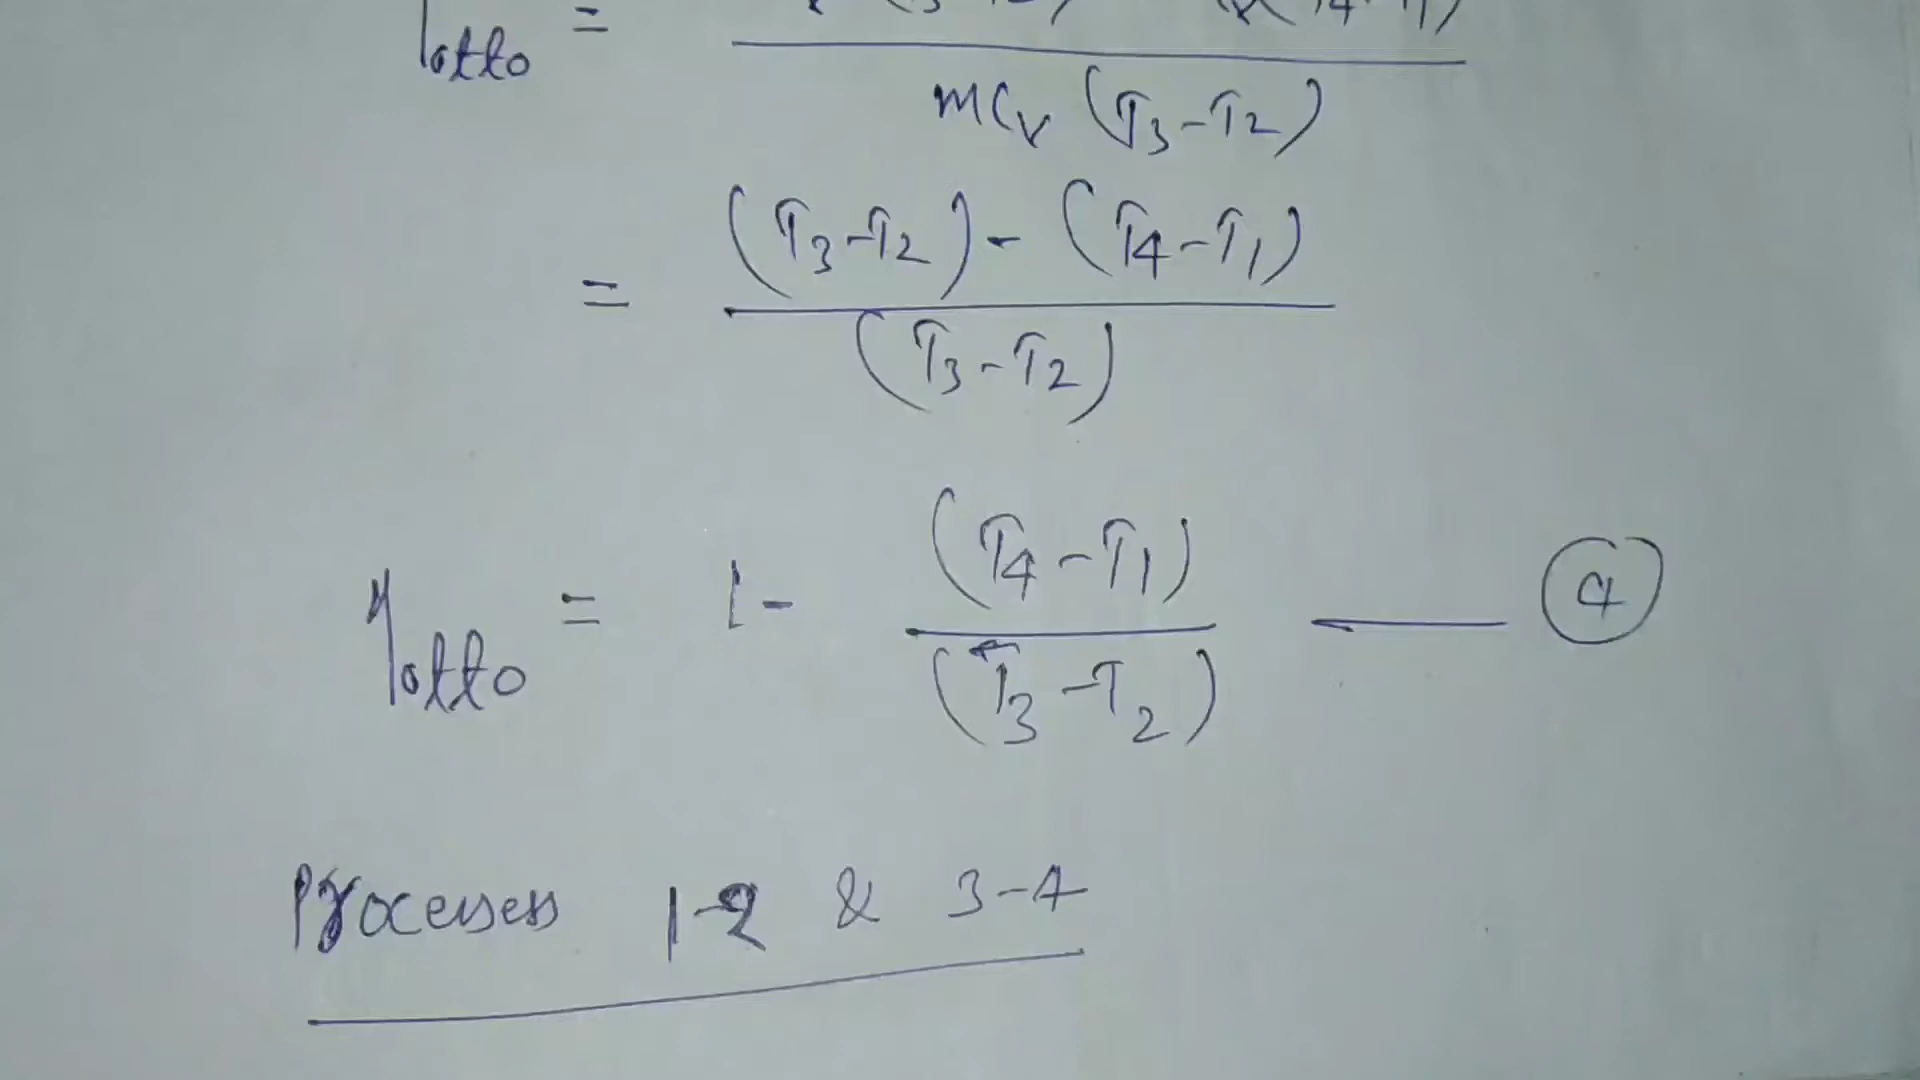 ηotto =
mCv (T3-T2)
= (T3-T2) - (T4-T1)
(T3-T2)
ηotto = 1 - (T4-T1) — 4
(T3-T2)
Processes 1-2 & 3-4